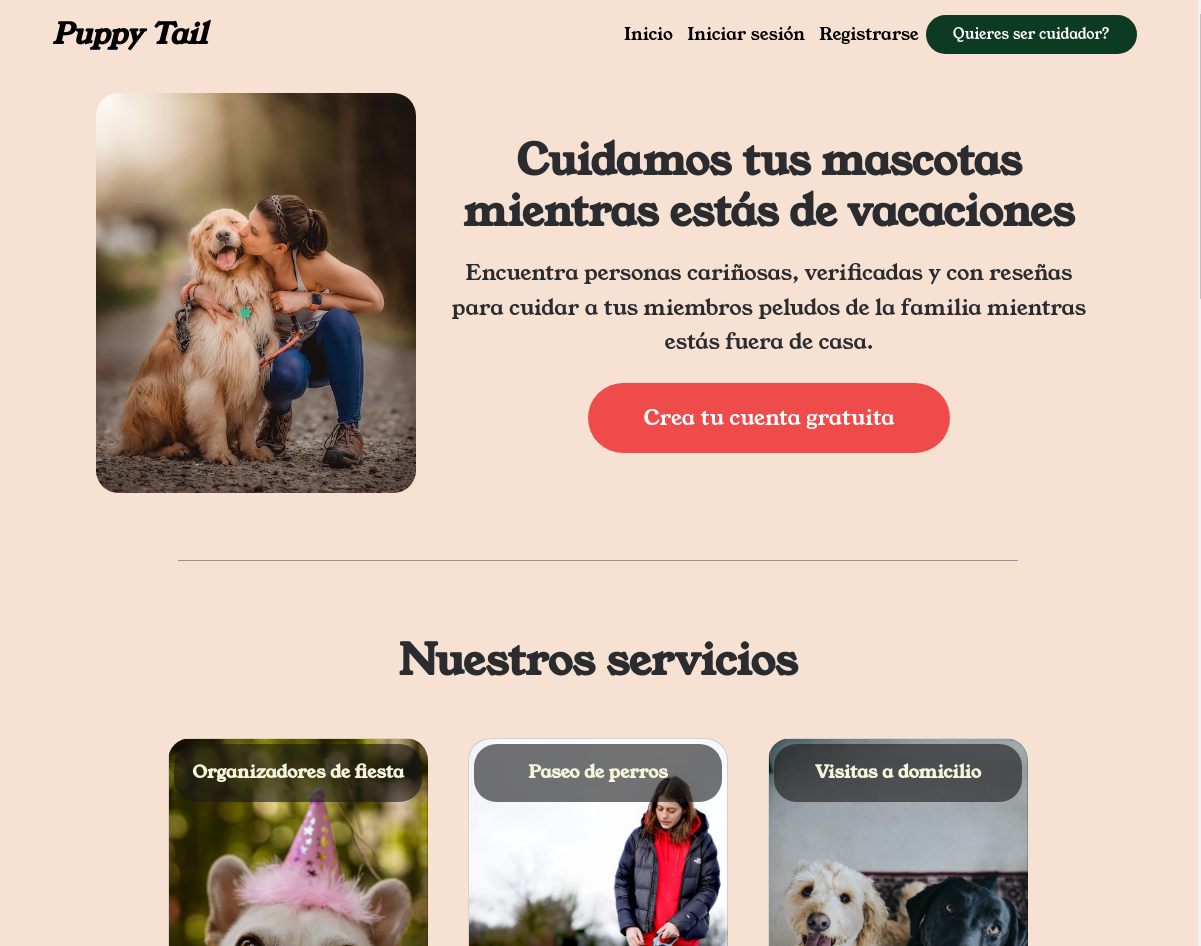 Puppy Tail
Inicio Iniciar sesión Registrarse Quieres ser cuidador?
Cuidamos tus mascotas
mientras estás de vacaciones
Encuentra personas cariñosas, verificadas y con reseñas
para cuidar a tus miembros peludos de la familia mientras
estás fuera de casa.
Crea tu cuenta gratuita
Nuestros servicios
Organizadores de fiesta
Paseo de perros
Visitas a domicilio